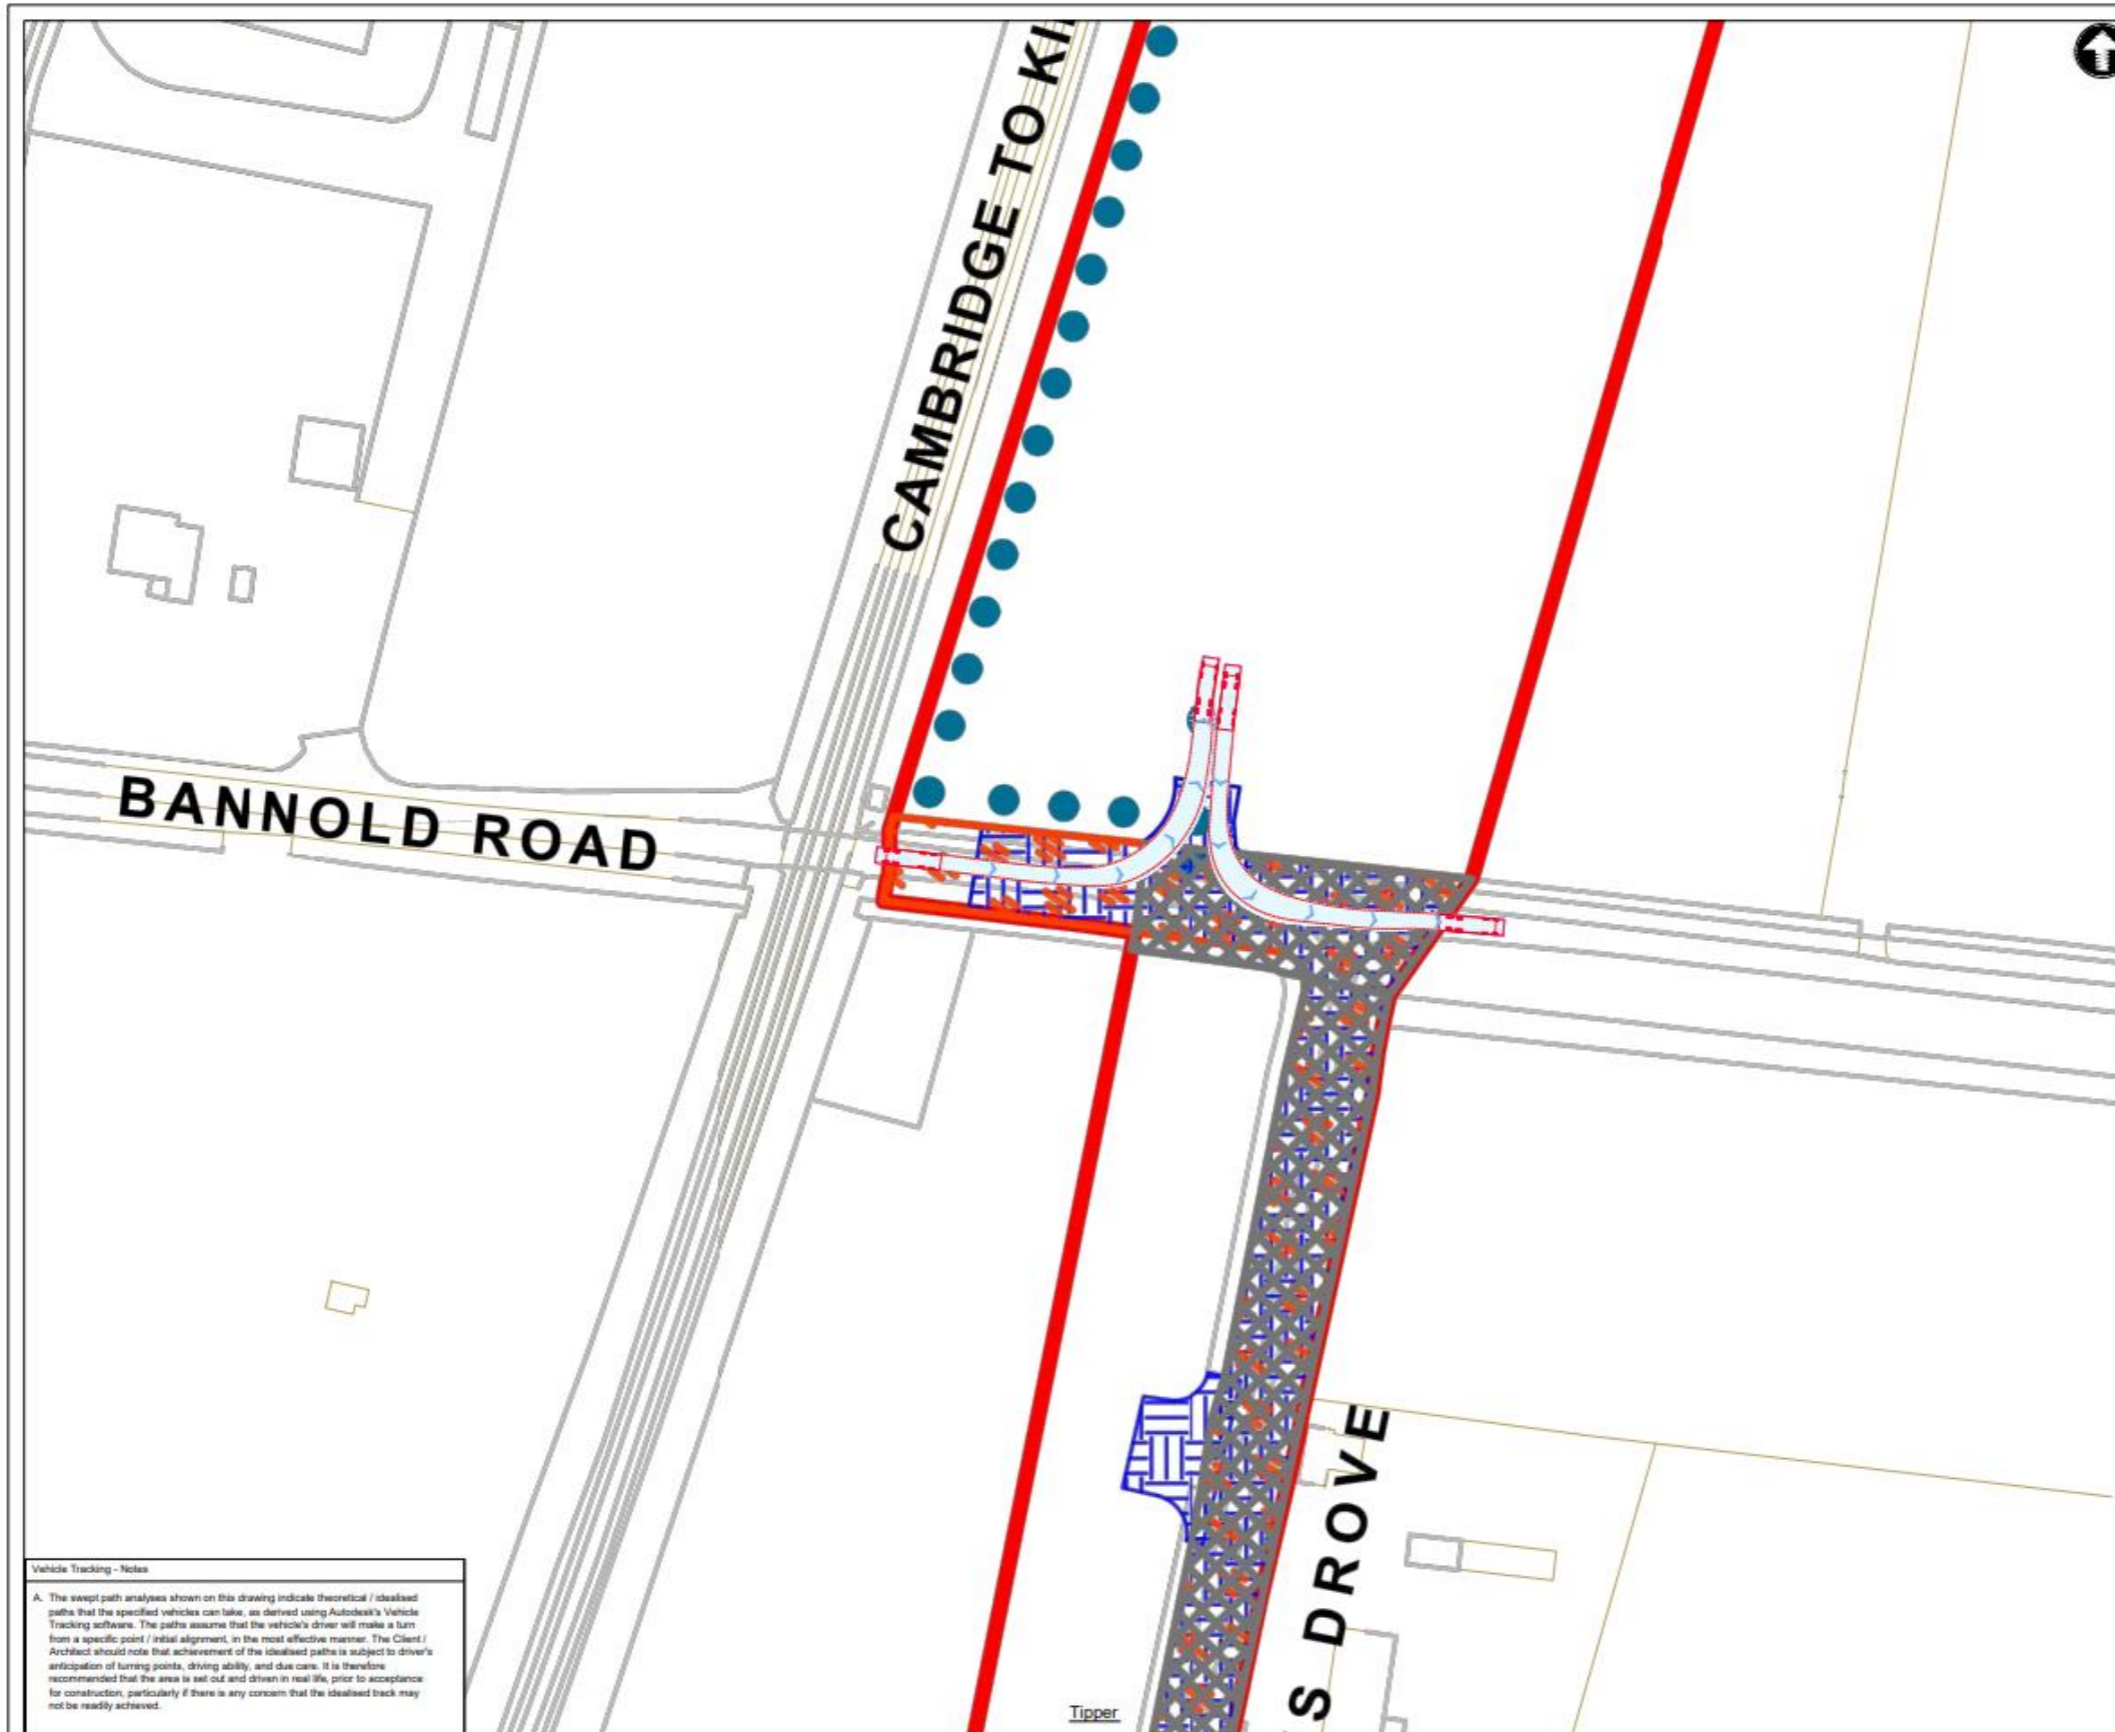 CAMBRIDGE TO
BANNOLD ROAD
S DROVE
Vehicle Tracking - Notes
A. The swept path analyses shown on this drawing indicate theoretical / idealised
paths that the specified vehicles can take, as derived using Autodesk's Vehicle
Tracking software. The paths assume that the vehicle's driver will make a turn
from a specific point / initial alignment, in the most effective manner. The Client /
Architect should note that achievement of the idealised paths is subject to driver's
anticipation of turning points, driving ability, and due care. It is therefore
recommended that the area is set out and driven in real life, prior to acceptance
for construction, particularly if there is any concern that the idealised track may
not be readily achieved.
Tipper